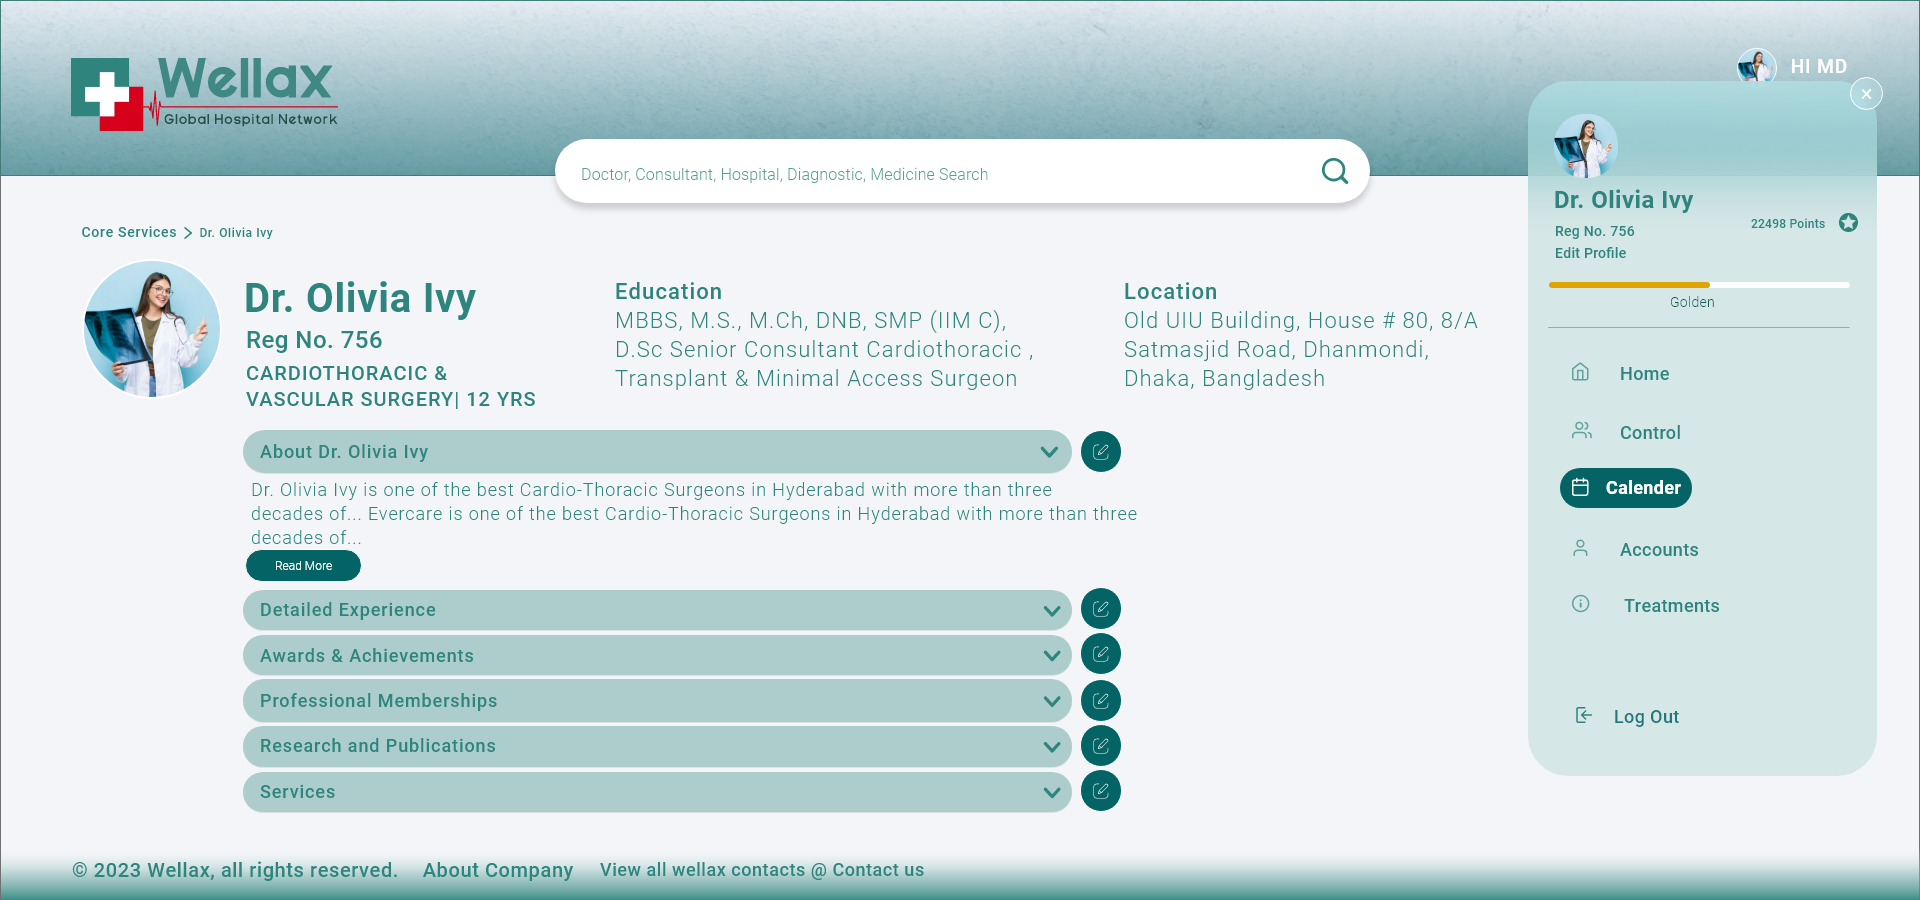 Wellax
Global Hospital Network
HI MD
Doctor, Consultant, Hospital, Diagnostic, Medicine Search
Core Services
Dr. Olivia Ivy
Dr. Olivia Ivy
Reg No. 756
CARDIOTHORACIC &
VASCULAR SURGERY| 12 YRS
Education
MBBS, M.S., M.Ch, DNB, SMP (IIM C),
D.Sc Senior Consultant Cardiothoracic ,
Transplant & Minimal Access Surgeon
Location
Old UIU Building, House # 80, 8/A
Satmasjid Road, Dhanmondi,
Dhaka, Bangladesh
About Dr. Olivia Ivy
Dr. Olivia Ivy is one of the best Cardio-Thoracic Surgeons in Hyderabad with more than three
decades of... Evercare is one of the best Cardio-Thoracic Surgeons in Hyderabad with more than three
decades of...
Read More
Detailed Experience
Awards & Achievements
Professional Memberships
Research and Publications
Services
Dr. Olivia Ivy
Reg No. 756
22498 Points
Edit Profile
Golden
Home
Control
Calender
Accounts
Treatments
Log Out
© 2023 Wellax, all rights reserved.
About Company
View all wellax contacts @ Contact us